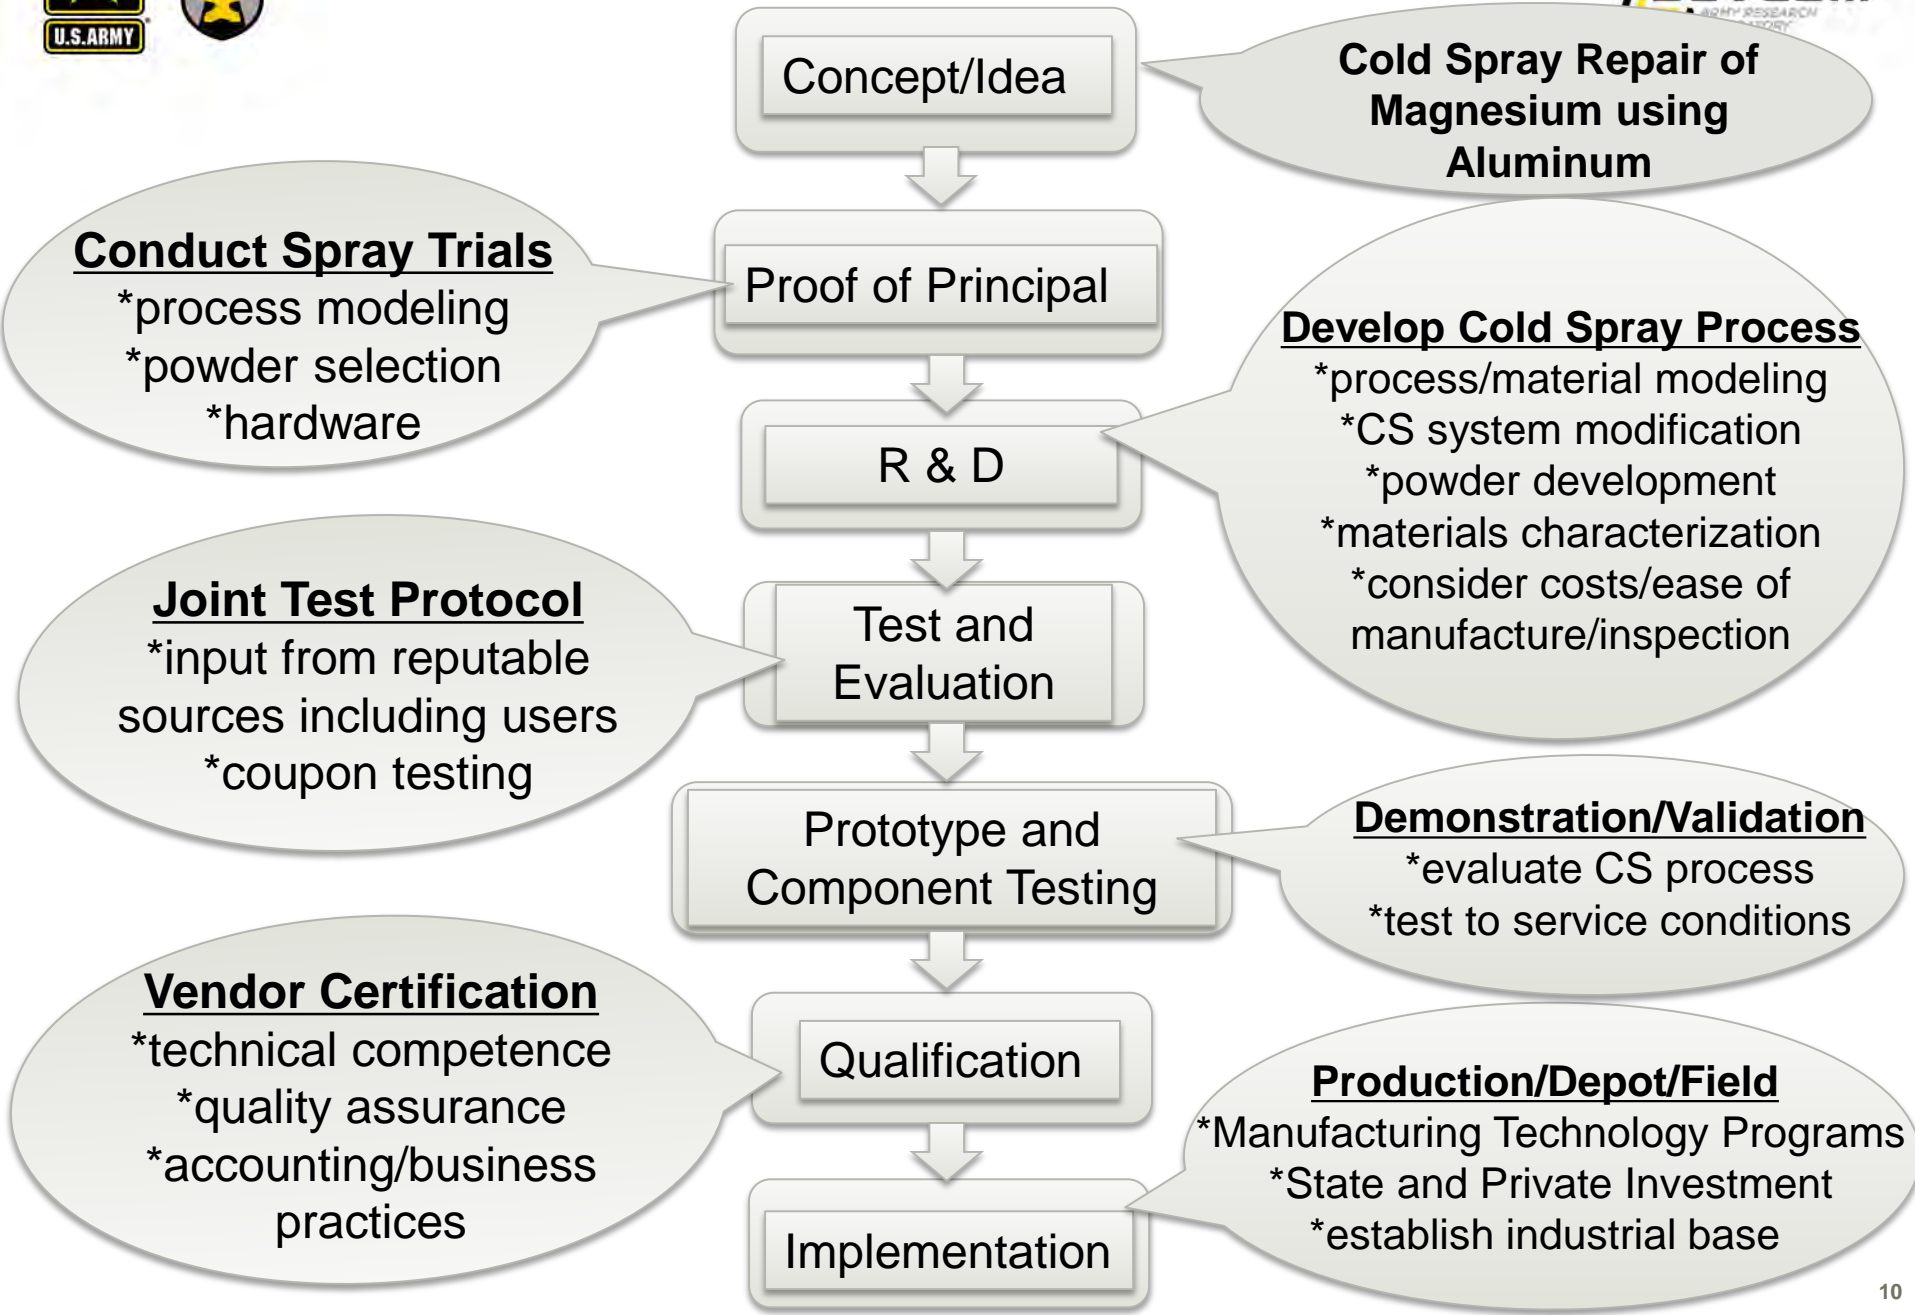 U.S.ARMY
ARMY RESEARCH
Concept/Idea
Cold Spray Repair of
Magnesium using
Aluminum
Conduct Spray Trials
*process modeling
*powder selection
*hardware
Proof of Principal
Develop Cold Spray Process
*process/material modeling
*CS system modification
*powder development
*materials characterization
*consider costs/ease of
manufacture/inspection
R & D
Joint Test Protocol
*input from reputable
sources including users
*coupon testing
Test and
Evaluation
Prototype and
Component Testing
Demonstration/Validation
*evaluate CS process
*test to service conditions
Vendor Certification
*technical competence
*quality assurance
*accounting/business
practices
Qualification
Production/Depot/Field
*Manufacturing Technology Programs
*State and Private Investment
*establish industrial base
Implementation
10